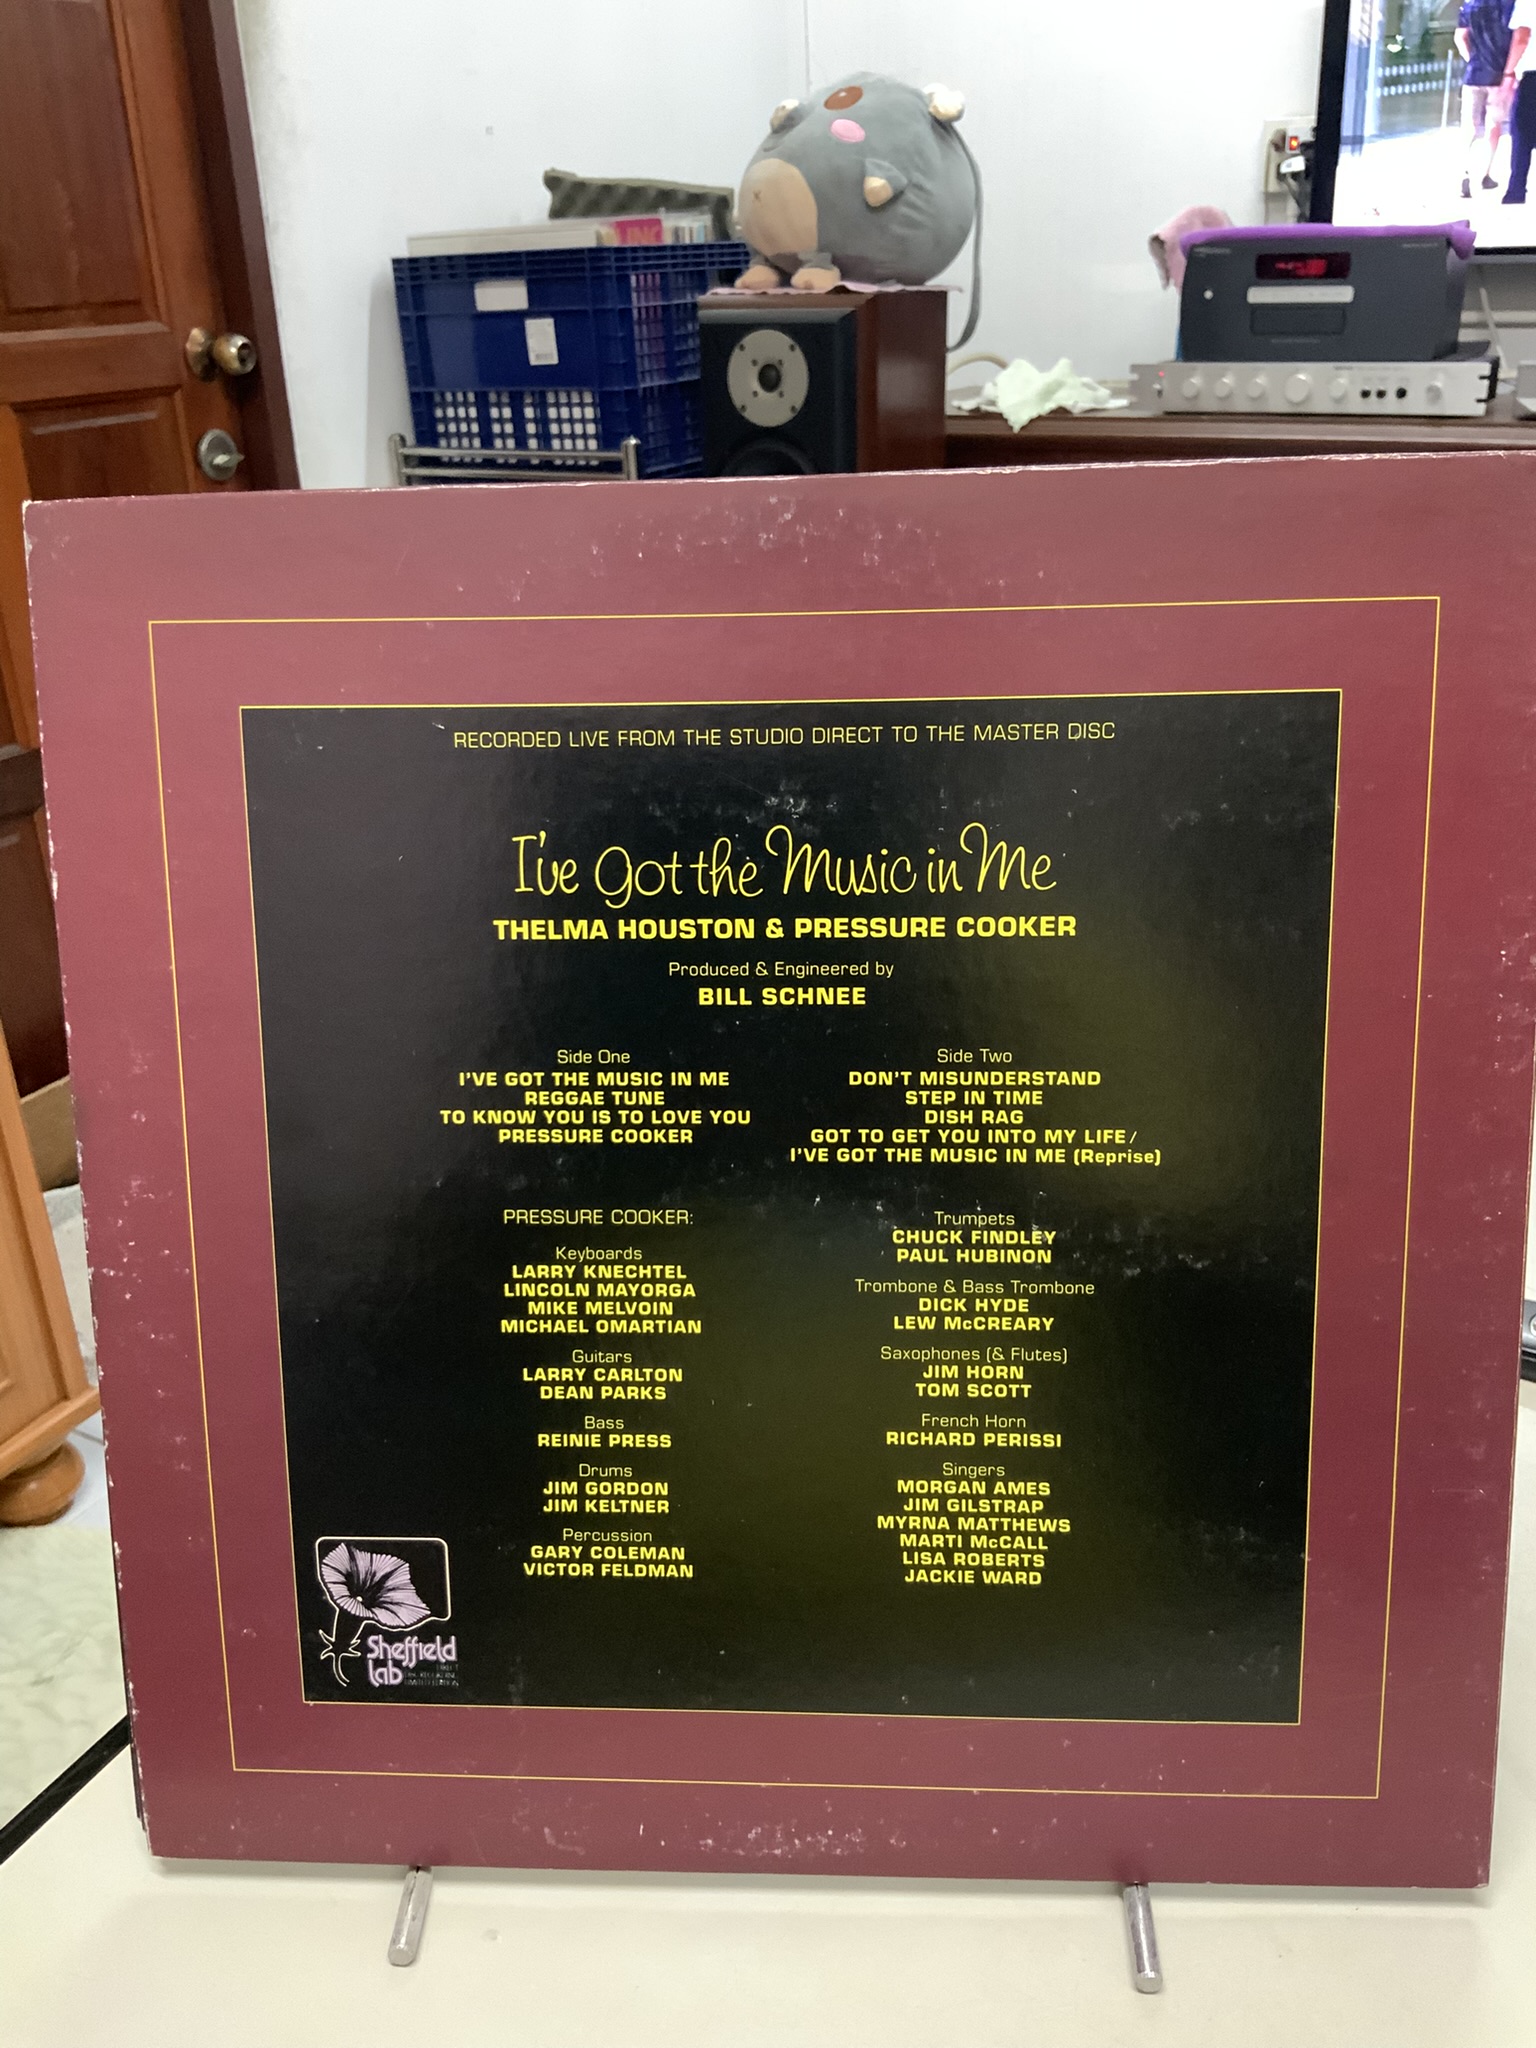 RECORDED LIVE FROM THE STUDIO DIRECT TO THE MASTER DISC
I've Got the Music in Me
THELMA HOUSTON & PRESSURE COOKER
Produced & Engineered by
BILL SCHNEE
Side One
I'VE GOT THE MUSIC IN ME
REGGAE TUNE
TO KNOW YOU IS TO LOVE YOU
PRESSURE COOKER
Side Two
DON'T MISUNDERSTAND
STEP IN TIME
DISH RAG
GOT TO GET YOU INTO MY LIFE/
I'VE GOT THE MUSIC IN ME (Reprise)
PRESSURE COOKER:
Keyboards
LARRY KNECHTEL
LINCOLN MAYORGA
MIKE MELVOIN
MICHAEL OMARTIAN
Guitars
LARRY CARLTON
DEAN PARKS
Bass
REINIE PRESS
Drums
JIM GORDON
JIM KELTNER
Percussion
GARY COLEMAN
VICTOR FELDMAN
Trumpets
CHUCK FINDLEY
PAUL HUBINON
Trombone & Bass Trombone
DICK HYDE
LEW McCREARY
Saxophones (& Flutes)
JIM HORN
TOM SCOTT
French Horn
RICHARD PERISSI
Singers
MORGAN AMES
JIM GILSTRAP
MYRNA MATTHEWS
MARTI McCALL
LISA ROBERTS
JACKIE WARD
Sheffield
lab